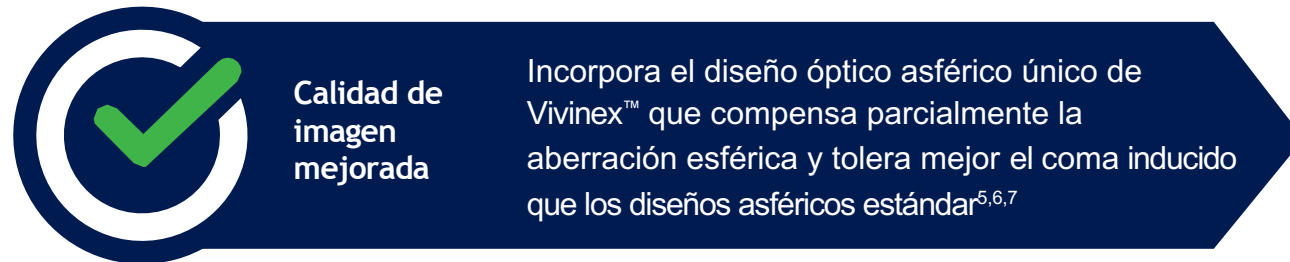 Calidad de
imagen
mejorada
Incorpora el diseño óptico asférico único de
Vivinex™ que compensa parcialmente la
aberración esférica y tolera mejor el coma inducido
que los diseños asféricos estándar5,6,7